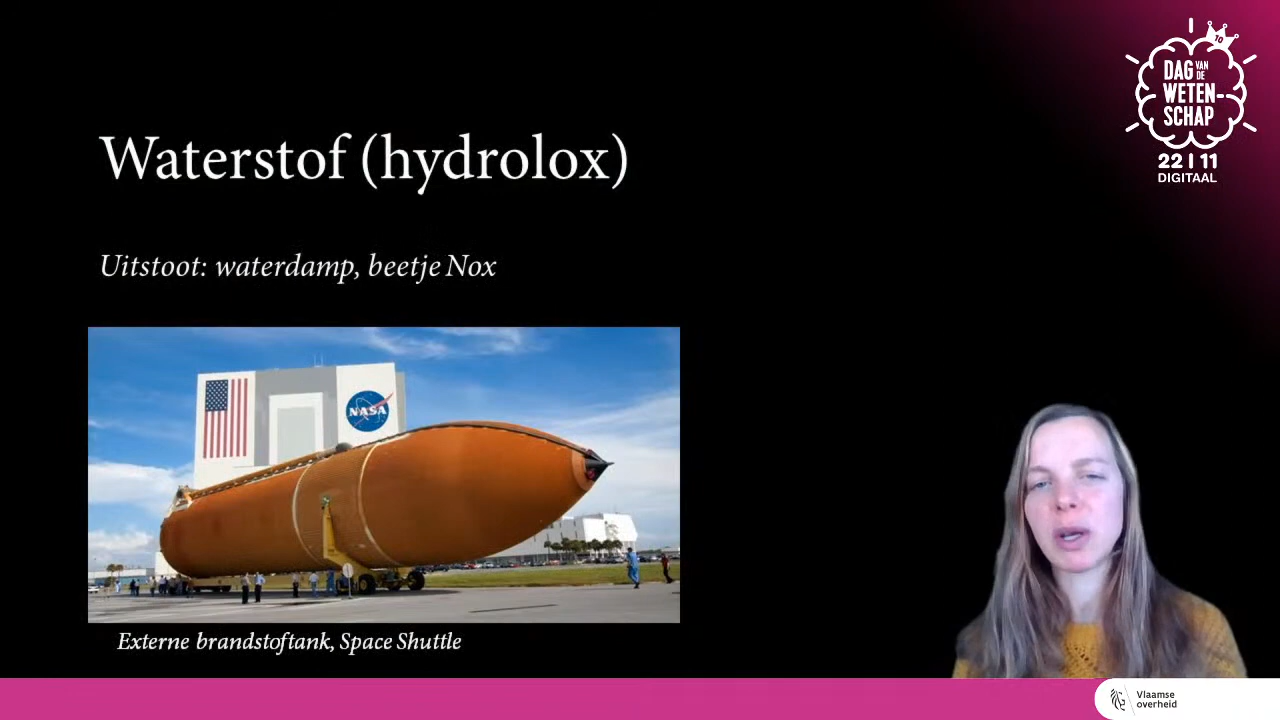 10
DAG VAN DE
WETEN-
SCHAP
22 | 11
DIGITAAL
Waterstof (hydrolox)
Uitstoot: waterdamp, beetje Nox
NASA
Externe brandstoftank, Space Shuttle
Vlaamse
overheid